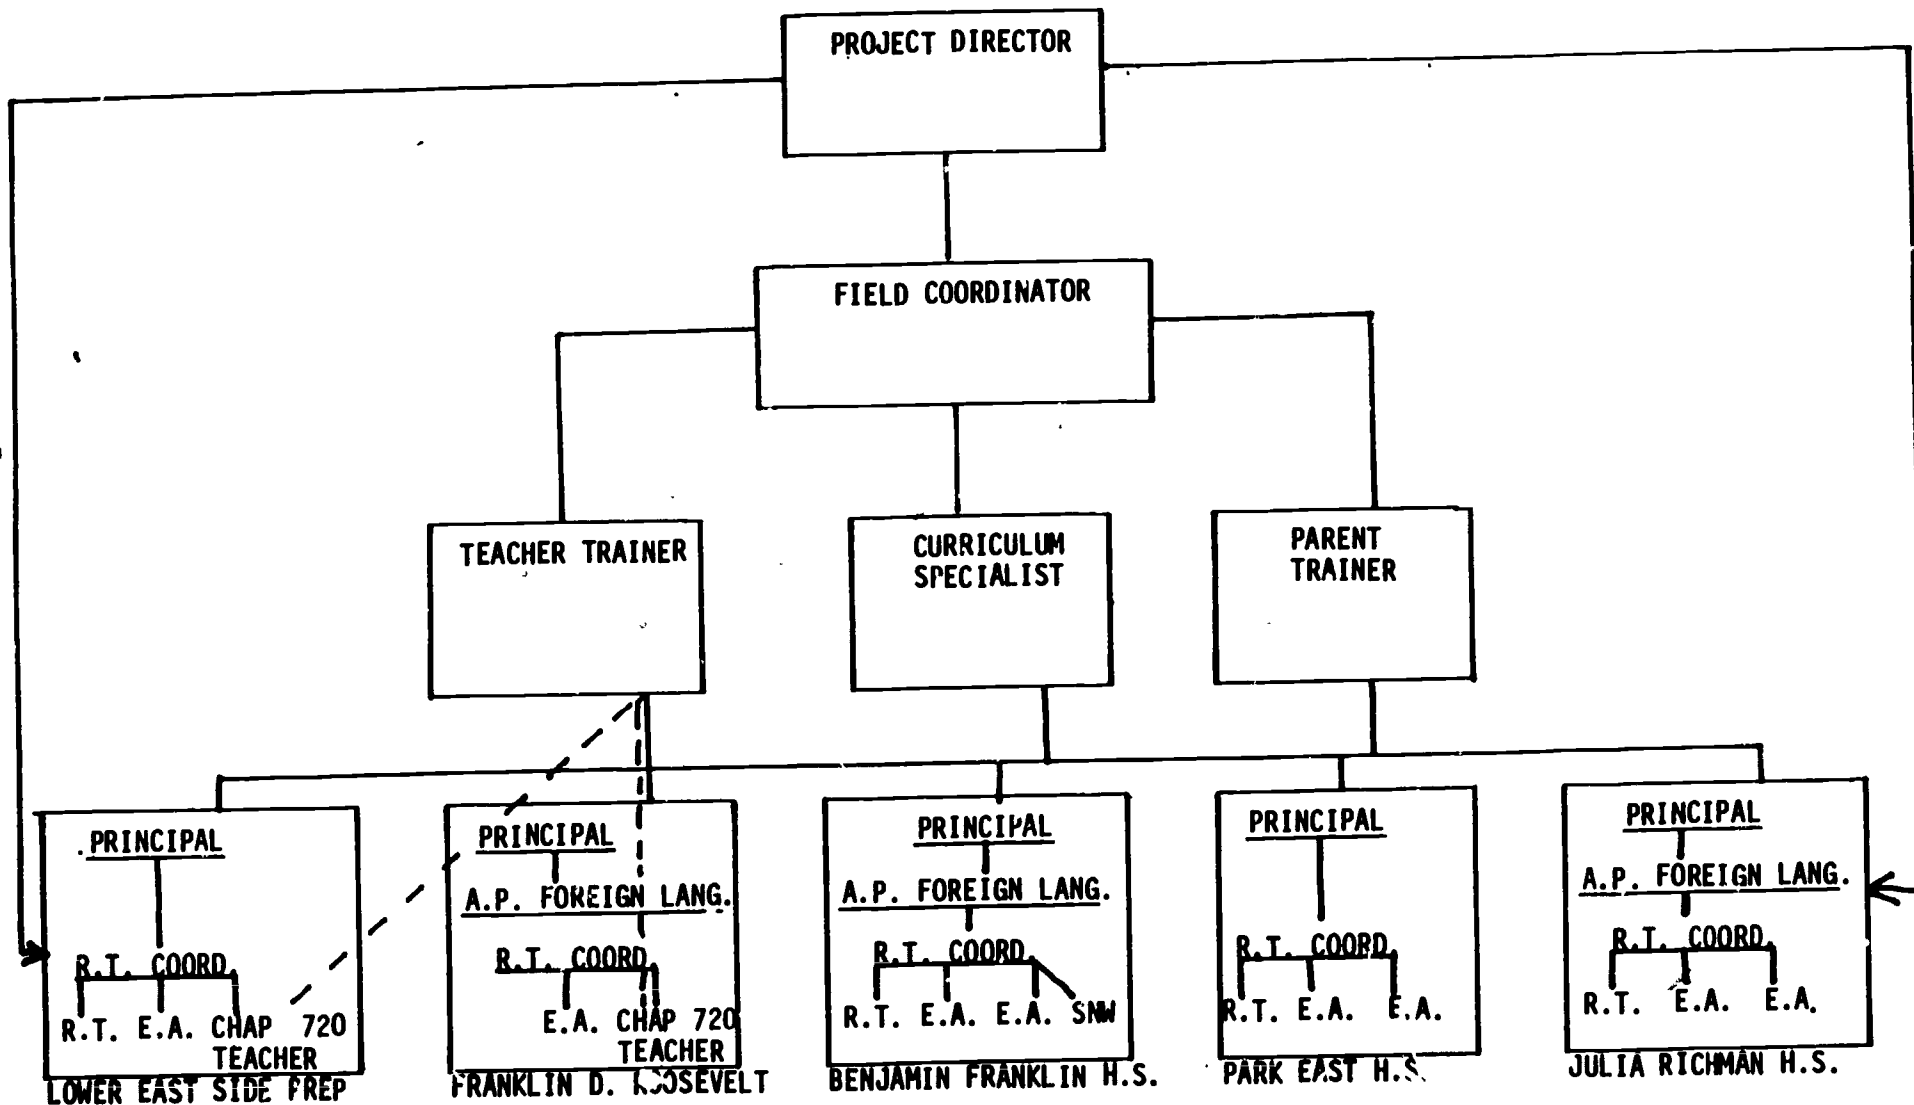 PROJECT DIRECTOR
FIELD COORDINATOR
TEACHER TRAINER
CURRICULUM
SPECIALIST
PARENT
TRAINER
PRINCIPAL
R.T. COORD.
R.T. E.A. CHAP 720
TEACHER
LOWER EAST SIDE PREP
PRINCIPAL
A.P. FOREIGN LANG.
R.T. COORD.
E.A. CHAP 720
TEACHER
FRANKLIN D. ROOSEVELT
PRINCIPAL
A.P. FOREIGN LANG.
R.T. COORD.
R.T. E.A. E.A. SNW
BENJAMIN FRANKLIN H.S.
PRINCIPAL
R.T. COORD.
R.T. E.A. E.A.
PARK EAST H.S.
PRINCIPAL
A.P. FOREIGN LANG.
R.T. COORD.
R.T. E.A. E.A.
JULIA RICHMAN H.S.